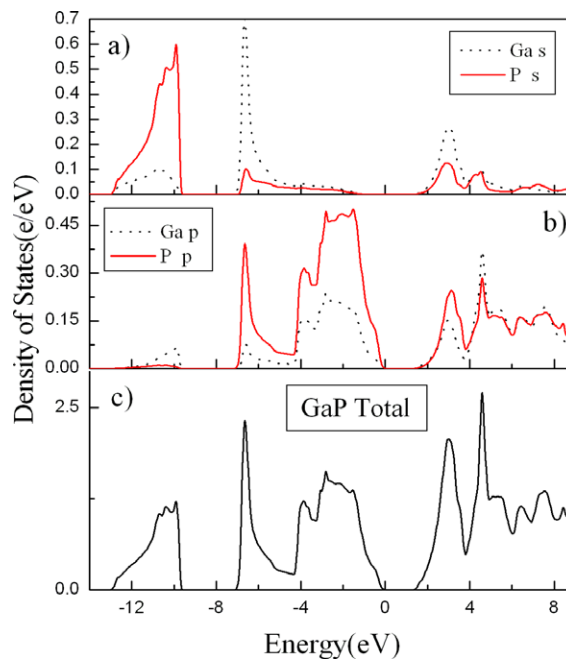 a)
0.7
0.6
0.5
0.4
0.3
0.2
0.1
0.0
Ga s
P s
b)
0.45
0.30
0.15
0.00
Ga p
P p
c)
GaP Total
2.5
0.0
-12
-8
-4
0
4
8
Density of States(e/eV)
Energy(eV)